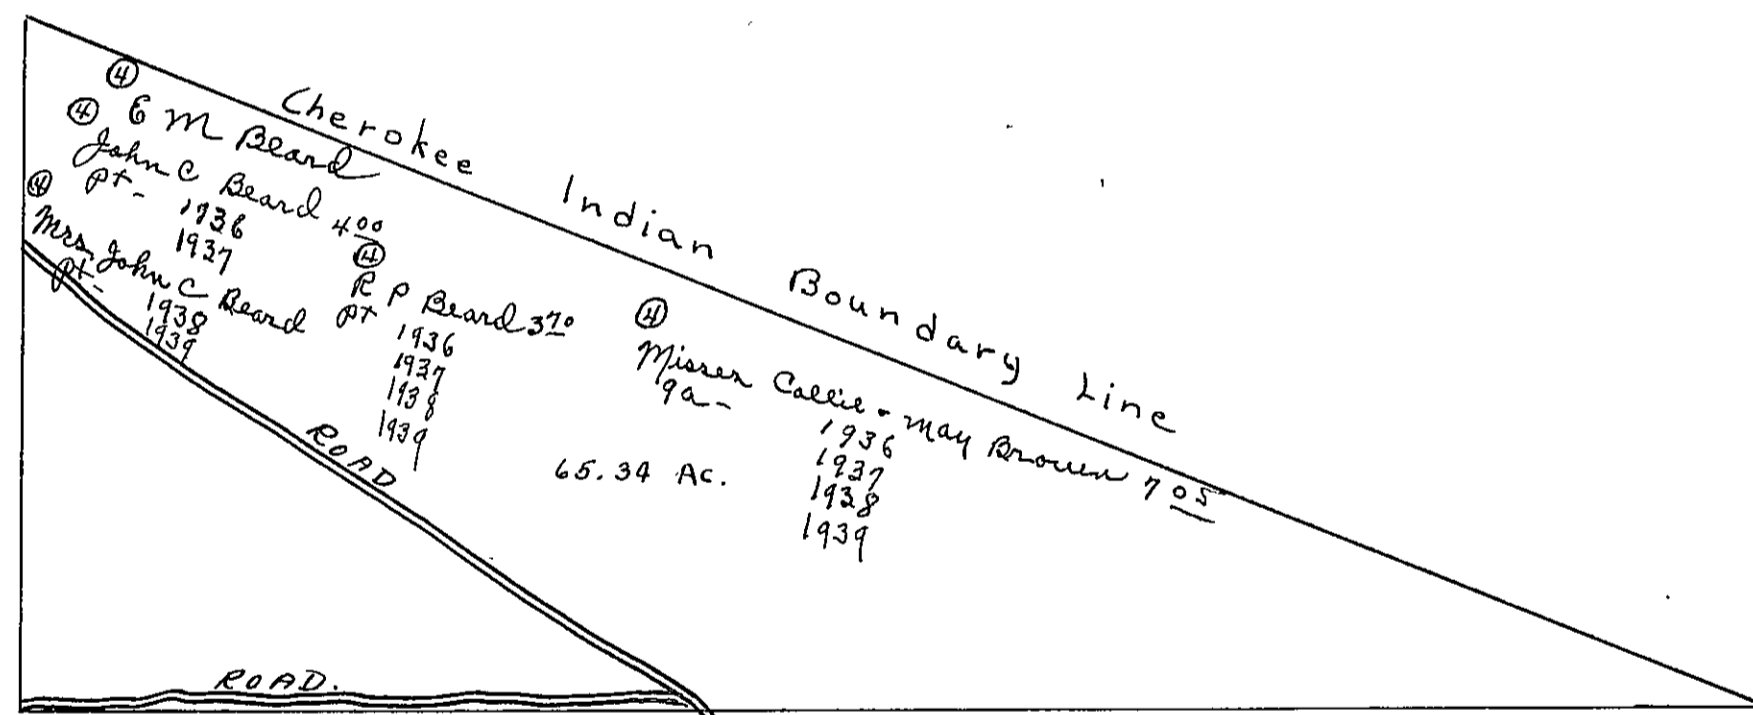 Cherokee Indian Boundary Line
④
E M Beard
④
John C Beard 4 00
Pt-
1936
1937
④
Mrs. John C Beard
Pt-
1938
1939
④
R P Beard 3 70
Pt
1936
1937
1938
1939
④
Misses Callie & May Brown 7 05
9a-
1936
1937
1938
1939
65.34 Ac.
ROAD
ROAD.